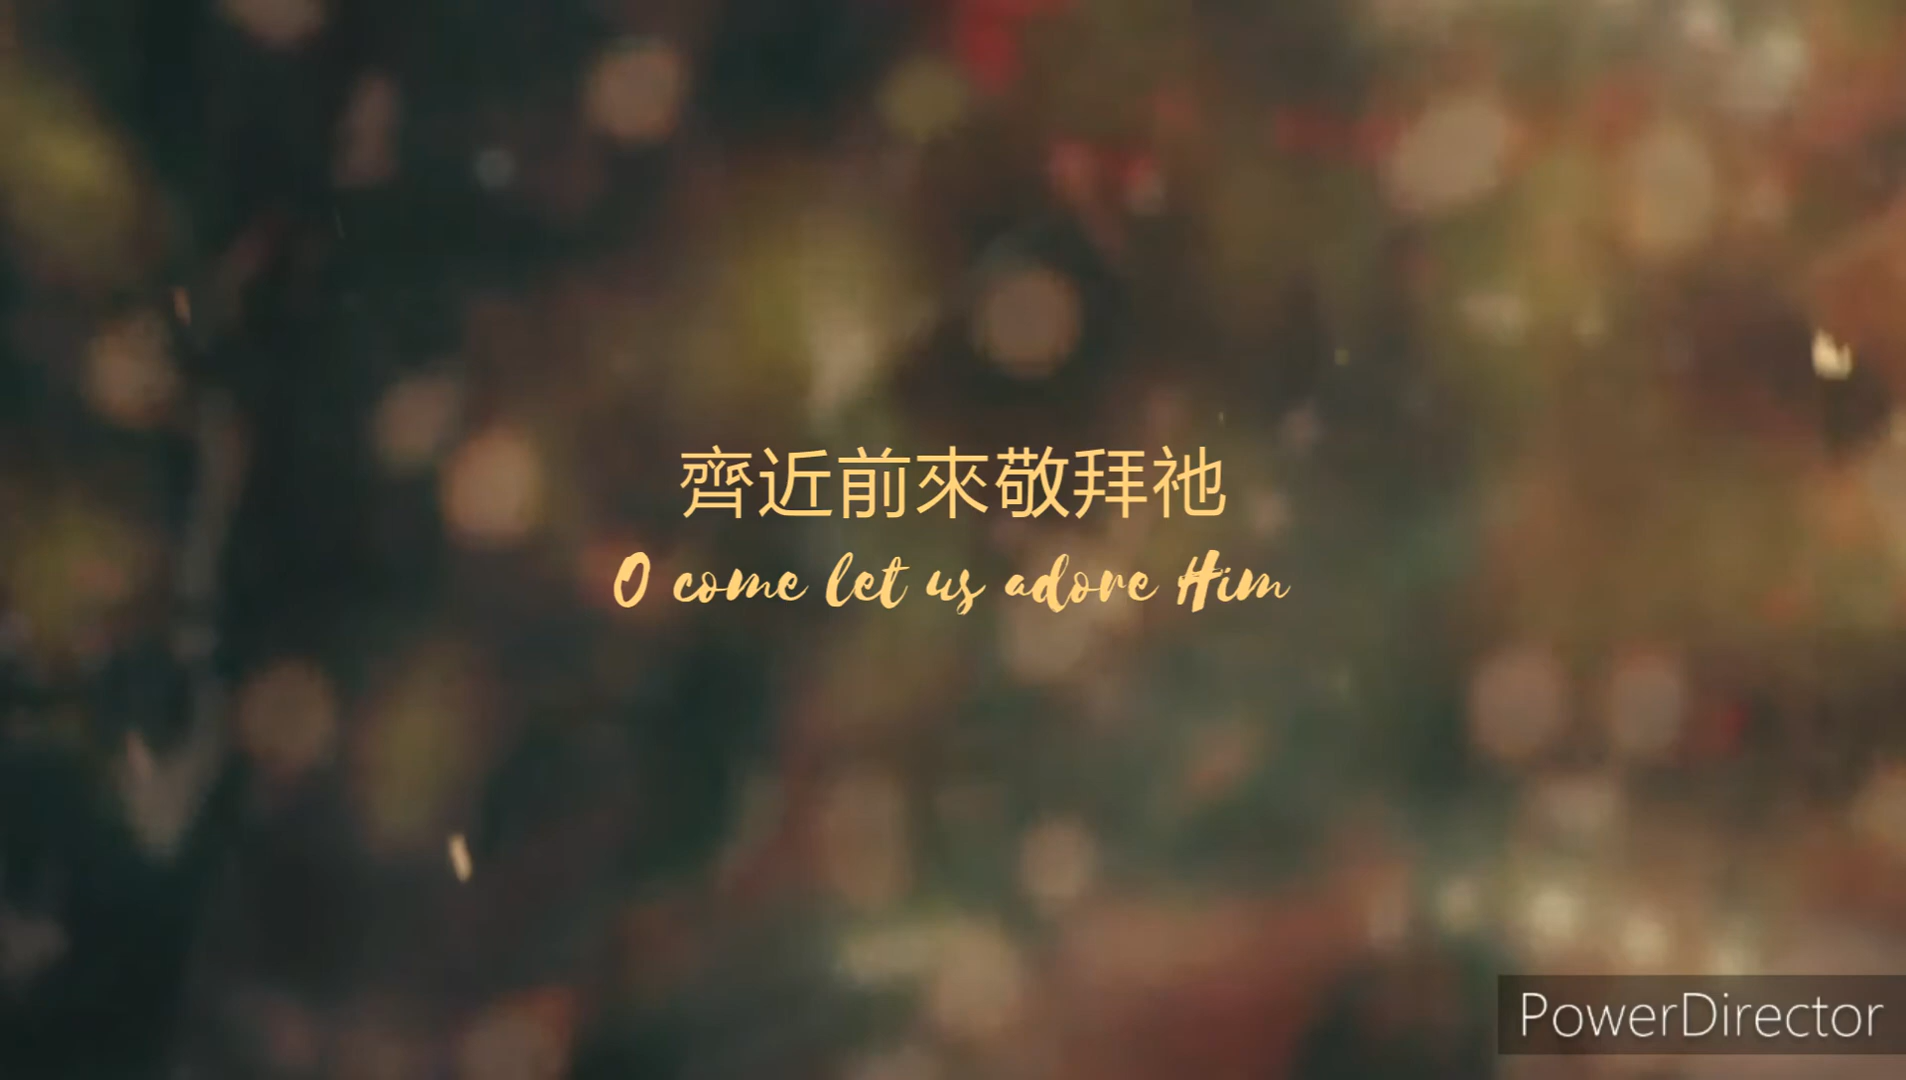 齊近前來敬拜祂
O come let us adore Him
PowerDirector